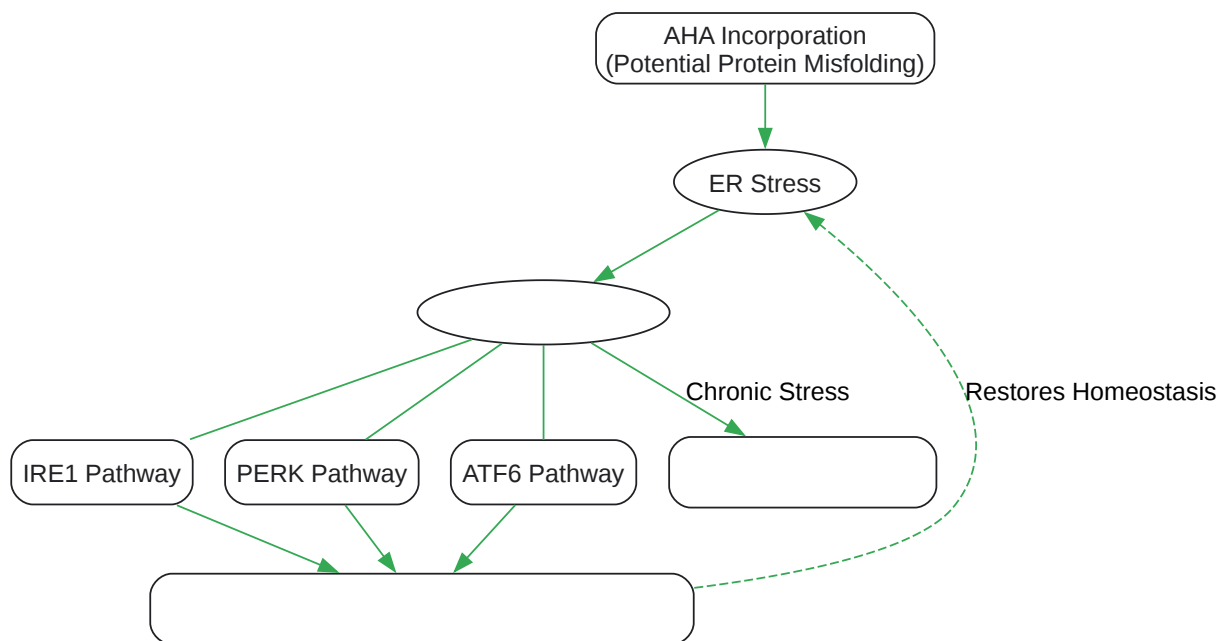 AHA Incorporation
(Potential Protein Misfolding)
ER Stress
Chronic Stress
Restores Homeostasis
IRE1 Pathway
PERK Pathway
ATF6 Pathway